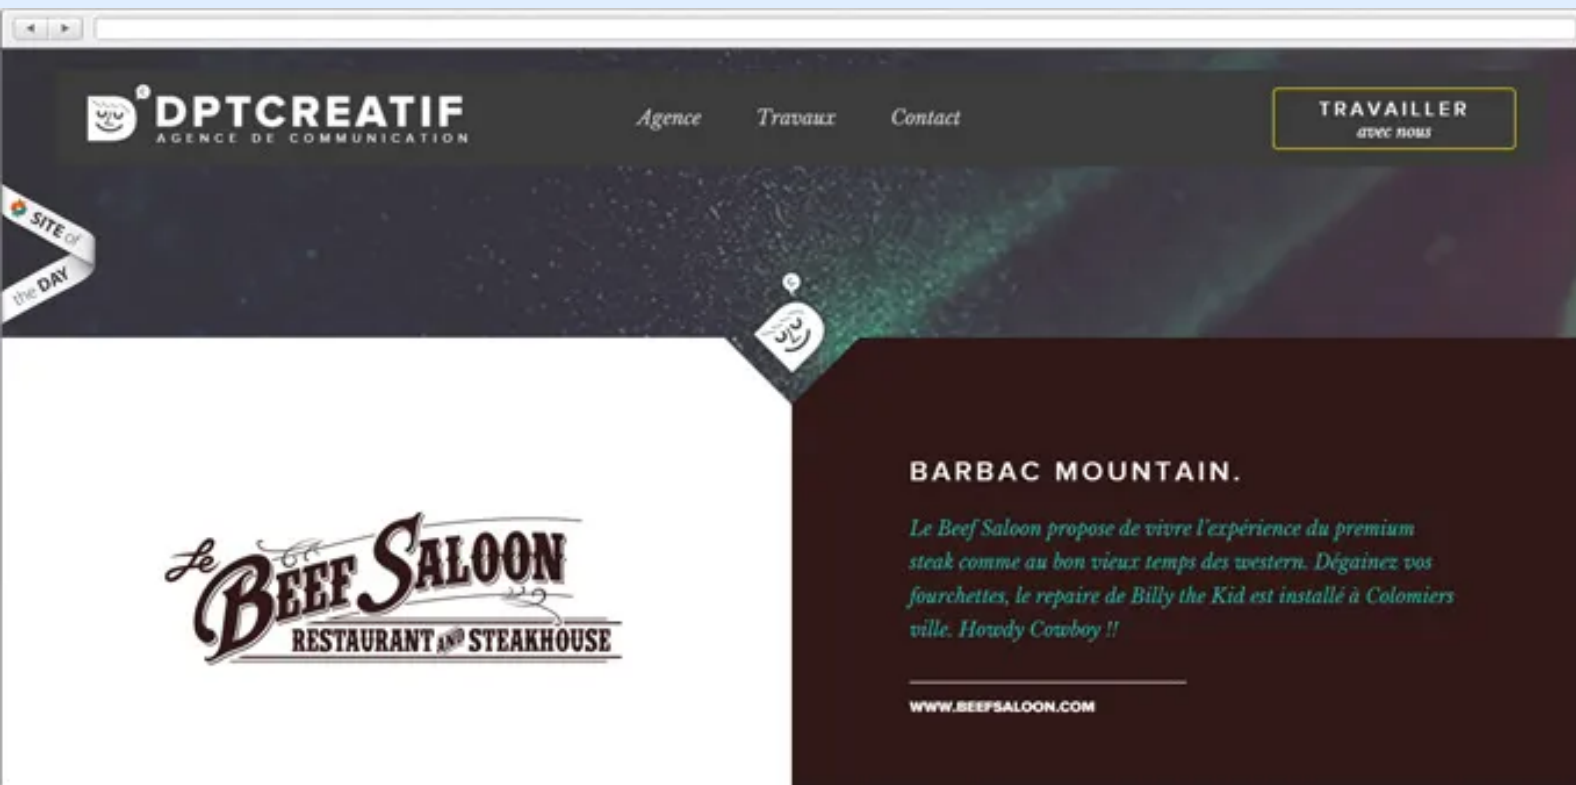 DPTCREATIF
AGENCE DE COMMUNICATION
Agence Travaux Contact
TRAVAILLER
avec nous
SITE of
the DAY
C
Le
BEEF SALOON
RESTAURANT AND STEAKHOUSE
BARBAC MOUNTAIN.
Le Beef Saloon propose de vivre l'expérience du premium
steak comme au bon vieux temps des western. Dégainez vos
fourchettes, le repaire de Billy the Kid est installé à Colomiers
ville. Howdy Cowboy !!
WWW.BEEFSALOON.COM